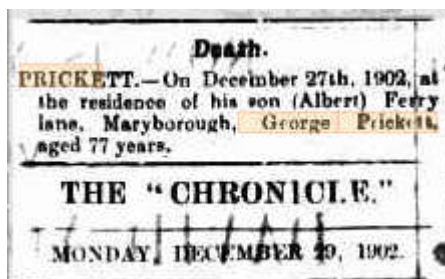 Death.
PRICKETT.—On December 27th, 1902, at
the residence of his son (Albert) Ferry
lane, Maryborough, George Prickett,
aged 77 years.
THE "CHRONICLE."
MONDAY, DECEMBER 29, 1902.